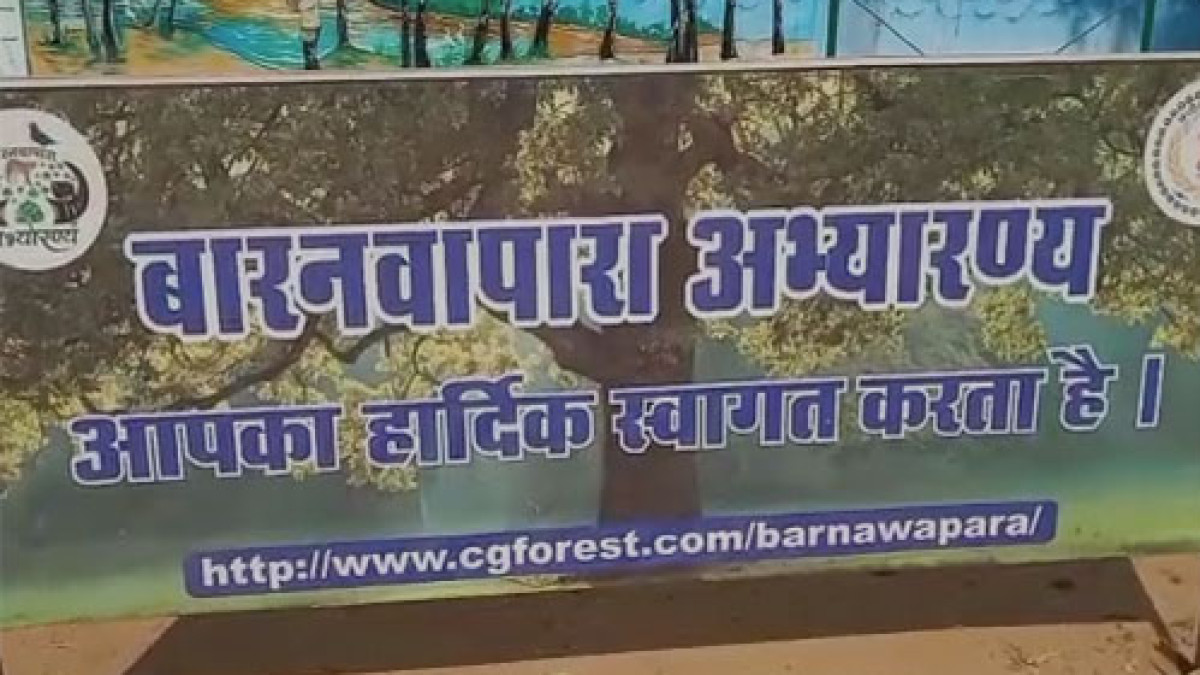 बारनवापारा अभ्यारण्य
आपका हार्दिक स्वागत करता है ।
http://www.cgforest.com/barnawapara/